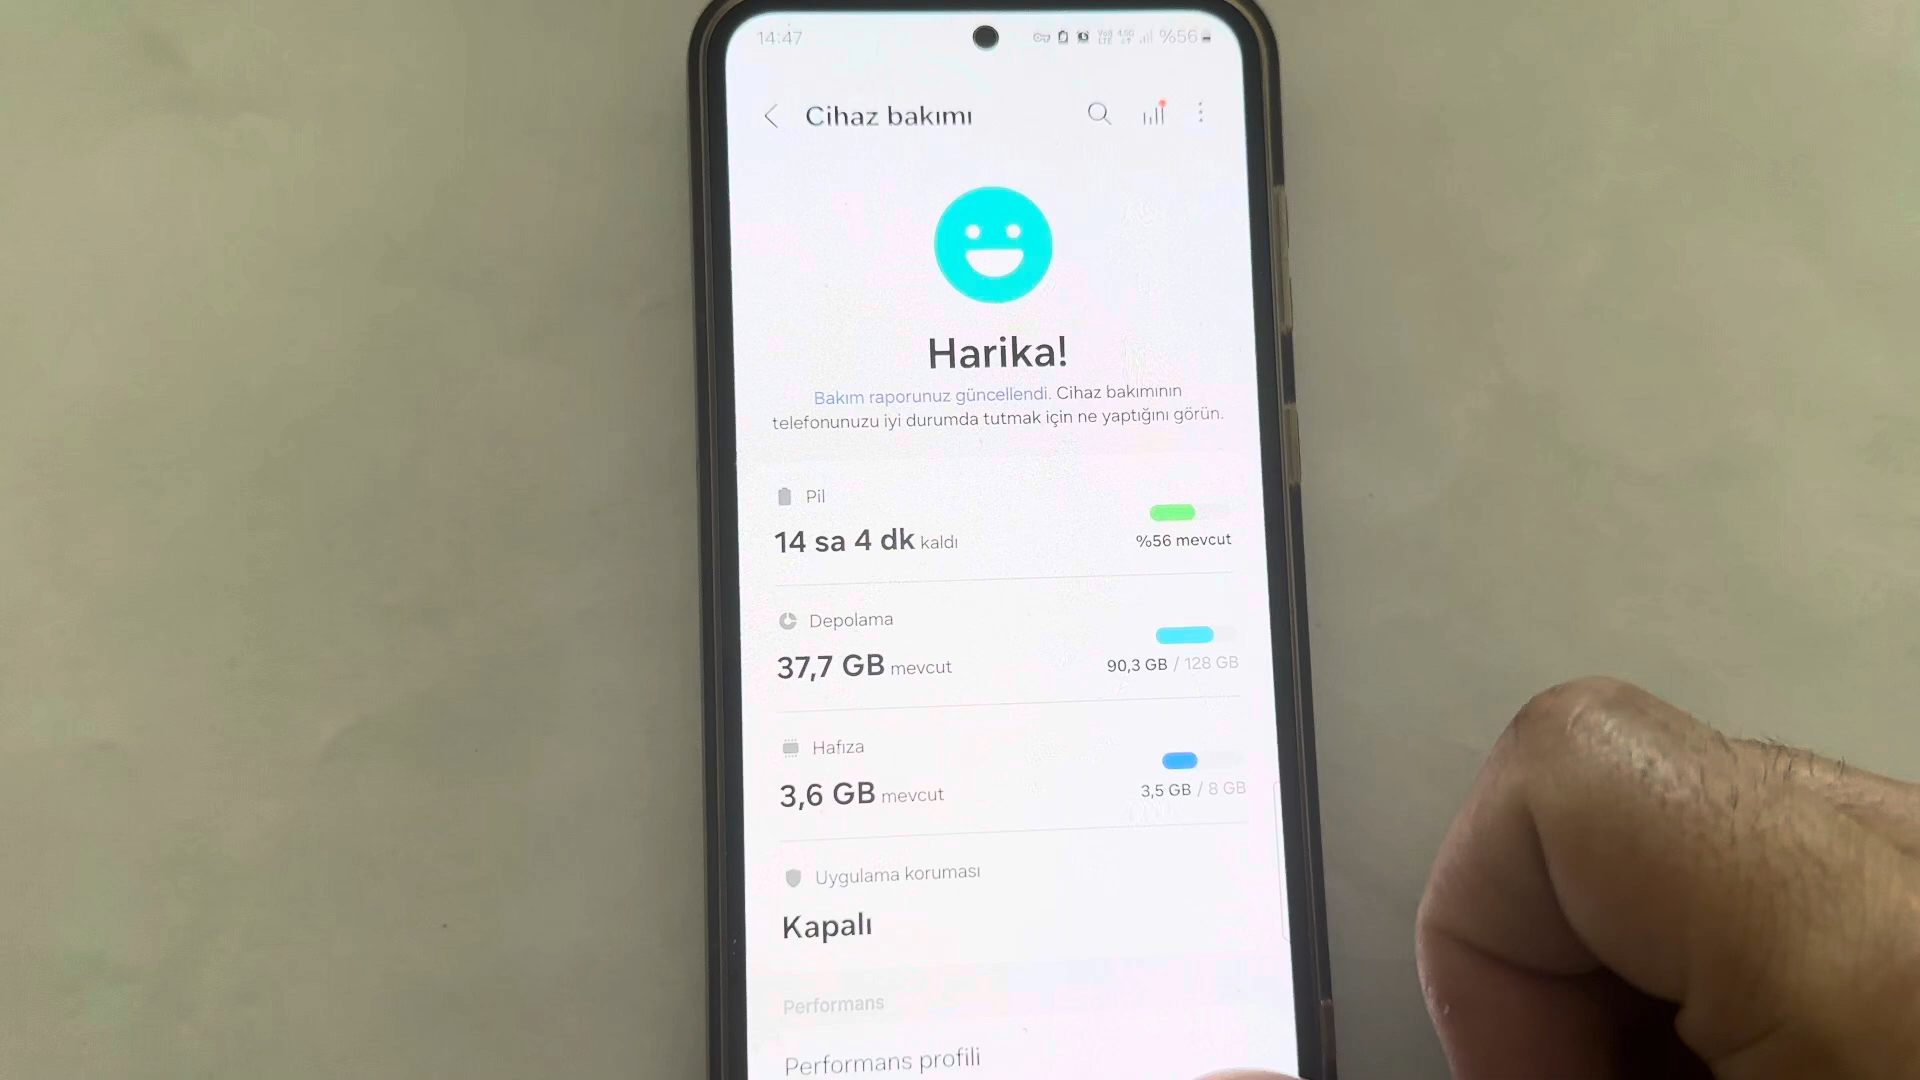 14:47
%56
Cihaz bakımı
Harika!
Bakım raporunuz güncellendi. Cihaz bakımının
telefonunuzu iyi durumda tutmak için ne yaptığını görün.
Pil
14 sa 4 dk kaldı
%56 mevcut
Depolama
37,7 GB mevcut
90,3 GB / 128 GB
Hafıza
3,6 GB mevcut
3,5 GB / 8 GB
Uygulama koruması
Kapalı
Performans
Performans profili